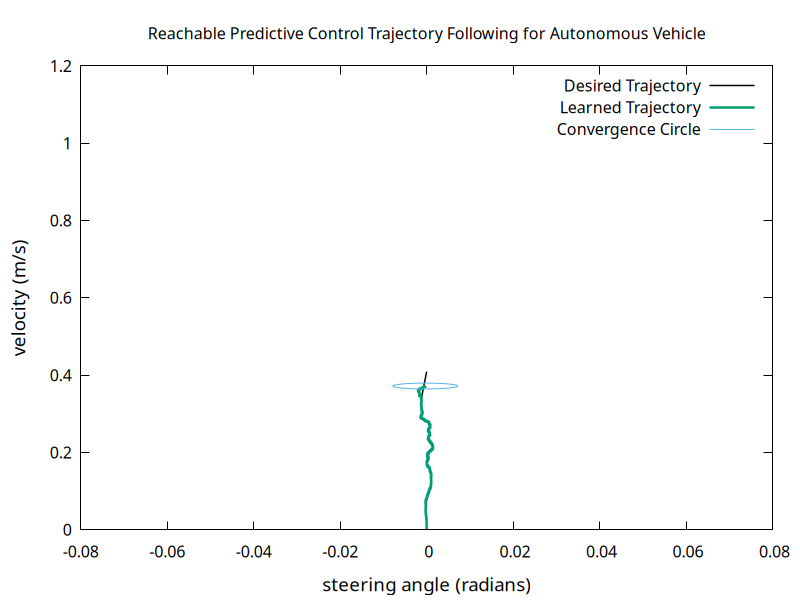 Reachable Predictive Control Trajectory Following for Autonomous Vehicle
Desired Trajectory
Learned Trajectory
Convergence Circle
velocity (m/s)
1.2
1
0.8
0.6
0.4
0.2
0
-0.08 -0.06 -0.04 -0.02 0 0.02 0.04 0.06 0.08
steering angle (radians)